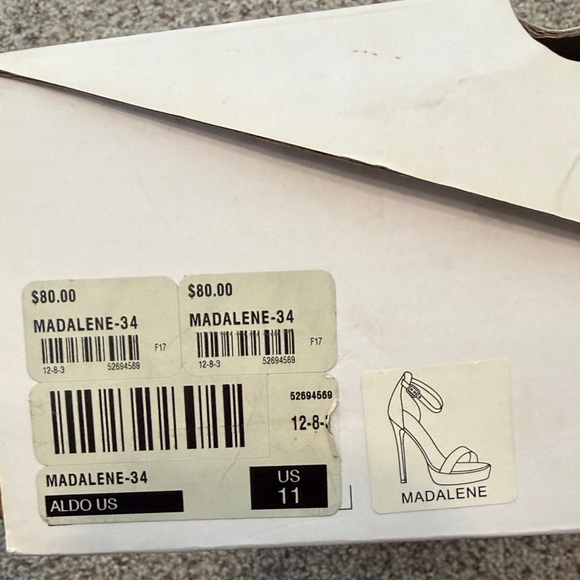 $80.00
MADALENE-34
F17
12-8-3 52694569
$80.00
MADALENE-34
F17
12-8-3 52694569
52694569
12-8-3
MADALENE-34
ALDO US
US
11
MADALENE